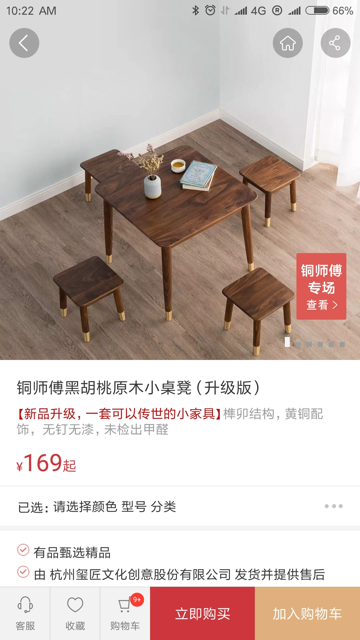 10:22 AM 4G R 66%
铜师傅
专场
查看 >
铜师傅黑胡桃原木小桌凳（升级版）
【新品升级，一套可以传世的小家具】榫卯结构，黄铜配
饰，无钉无漆，未检出甲醛
¥169起
已选：请选择颜色 型号 分类
有品甄选精品
由 杭州玺匠文化创意股份有限公司 发货并提供售后
9+
客服 收藏 购物车 立即购买 加入购物车